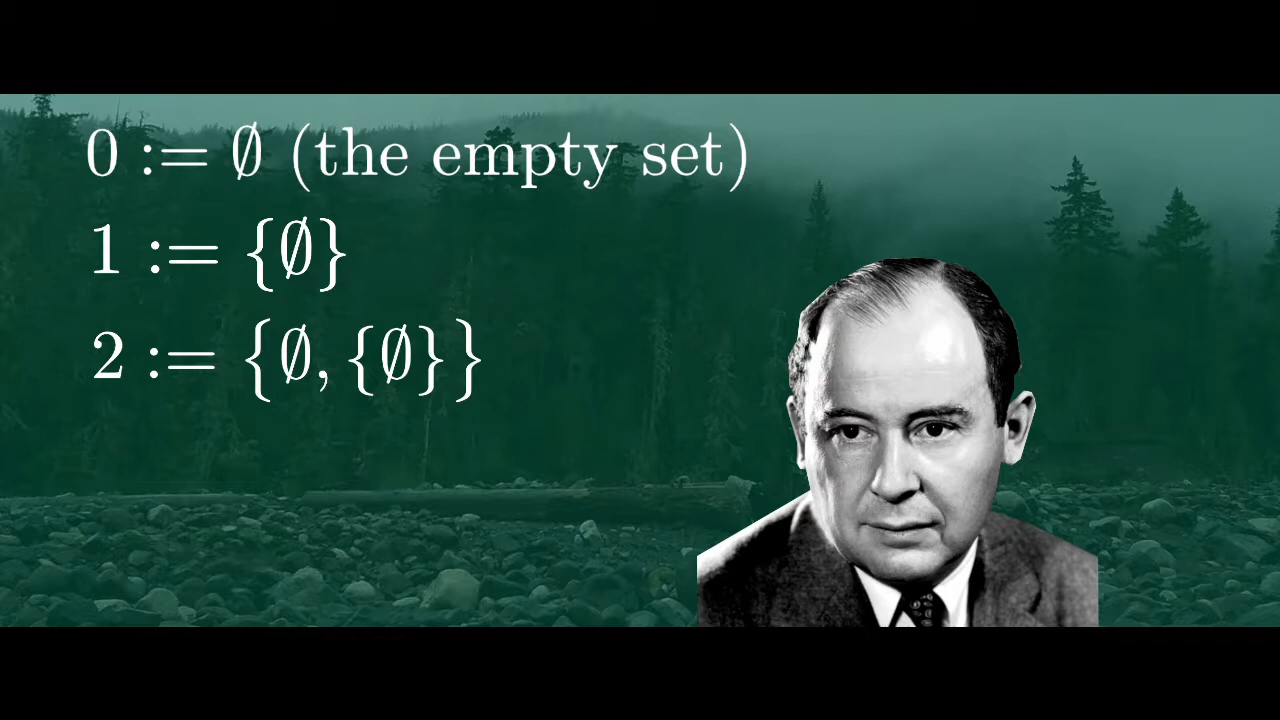 0 := ∅ (the empty set)
1 := {∅}
2 := {∅, {∅}}